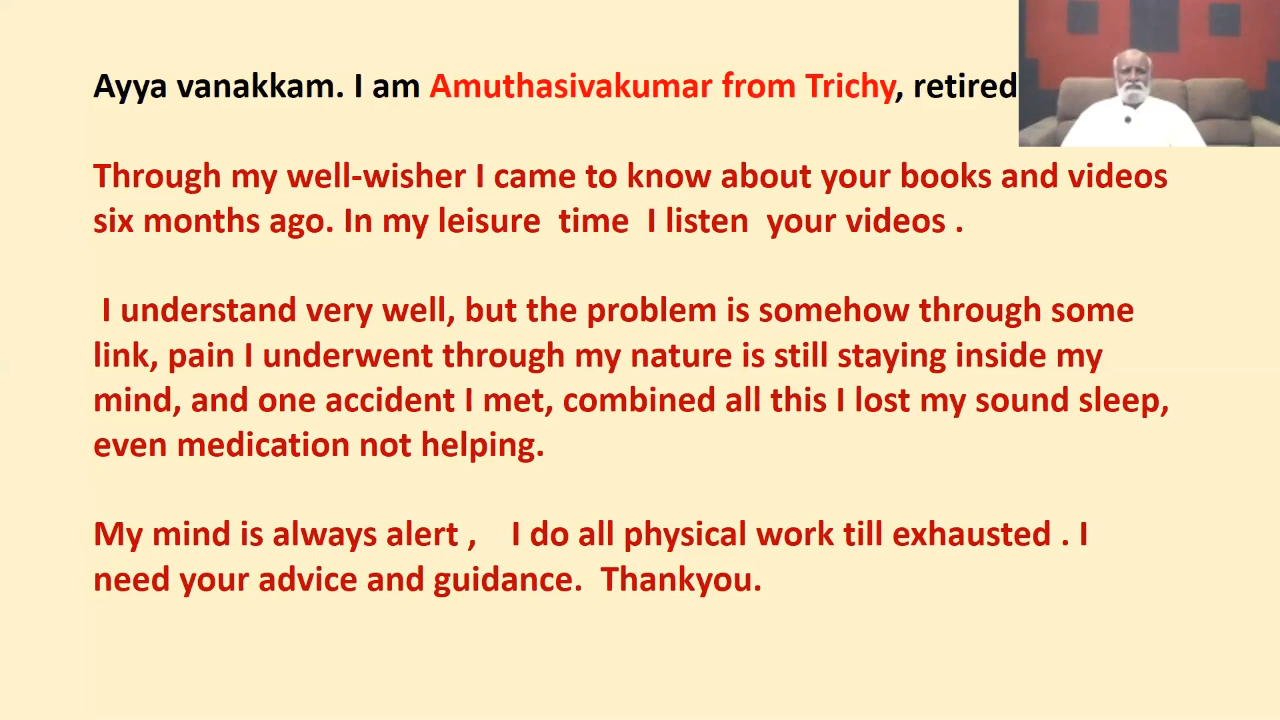 Ayya vanakkam. I am Amuthasivakumar from Trichy, retired
Through my well-wisher I came to know about your books and videos
six months ago. In my leisure  time  I listen  your videos .
I understand very well, but the problem is somehow through some
link, pain I underwent through my nature is still staying inside my
mind, and one accident I met, combined all this I lost my sound sleep,
even medication not helping.
My mind is always alert ,    I do all physical work till exhausted . I
need your advice and guidance.  Thankyou.